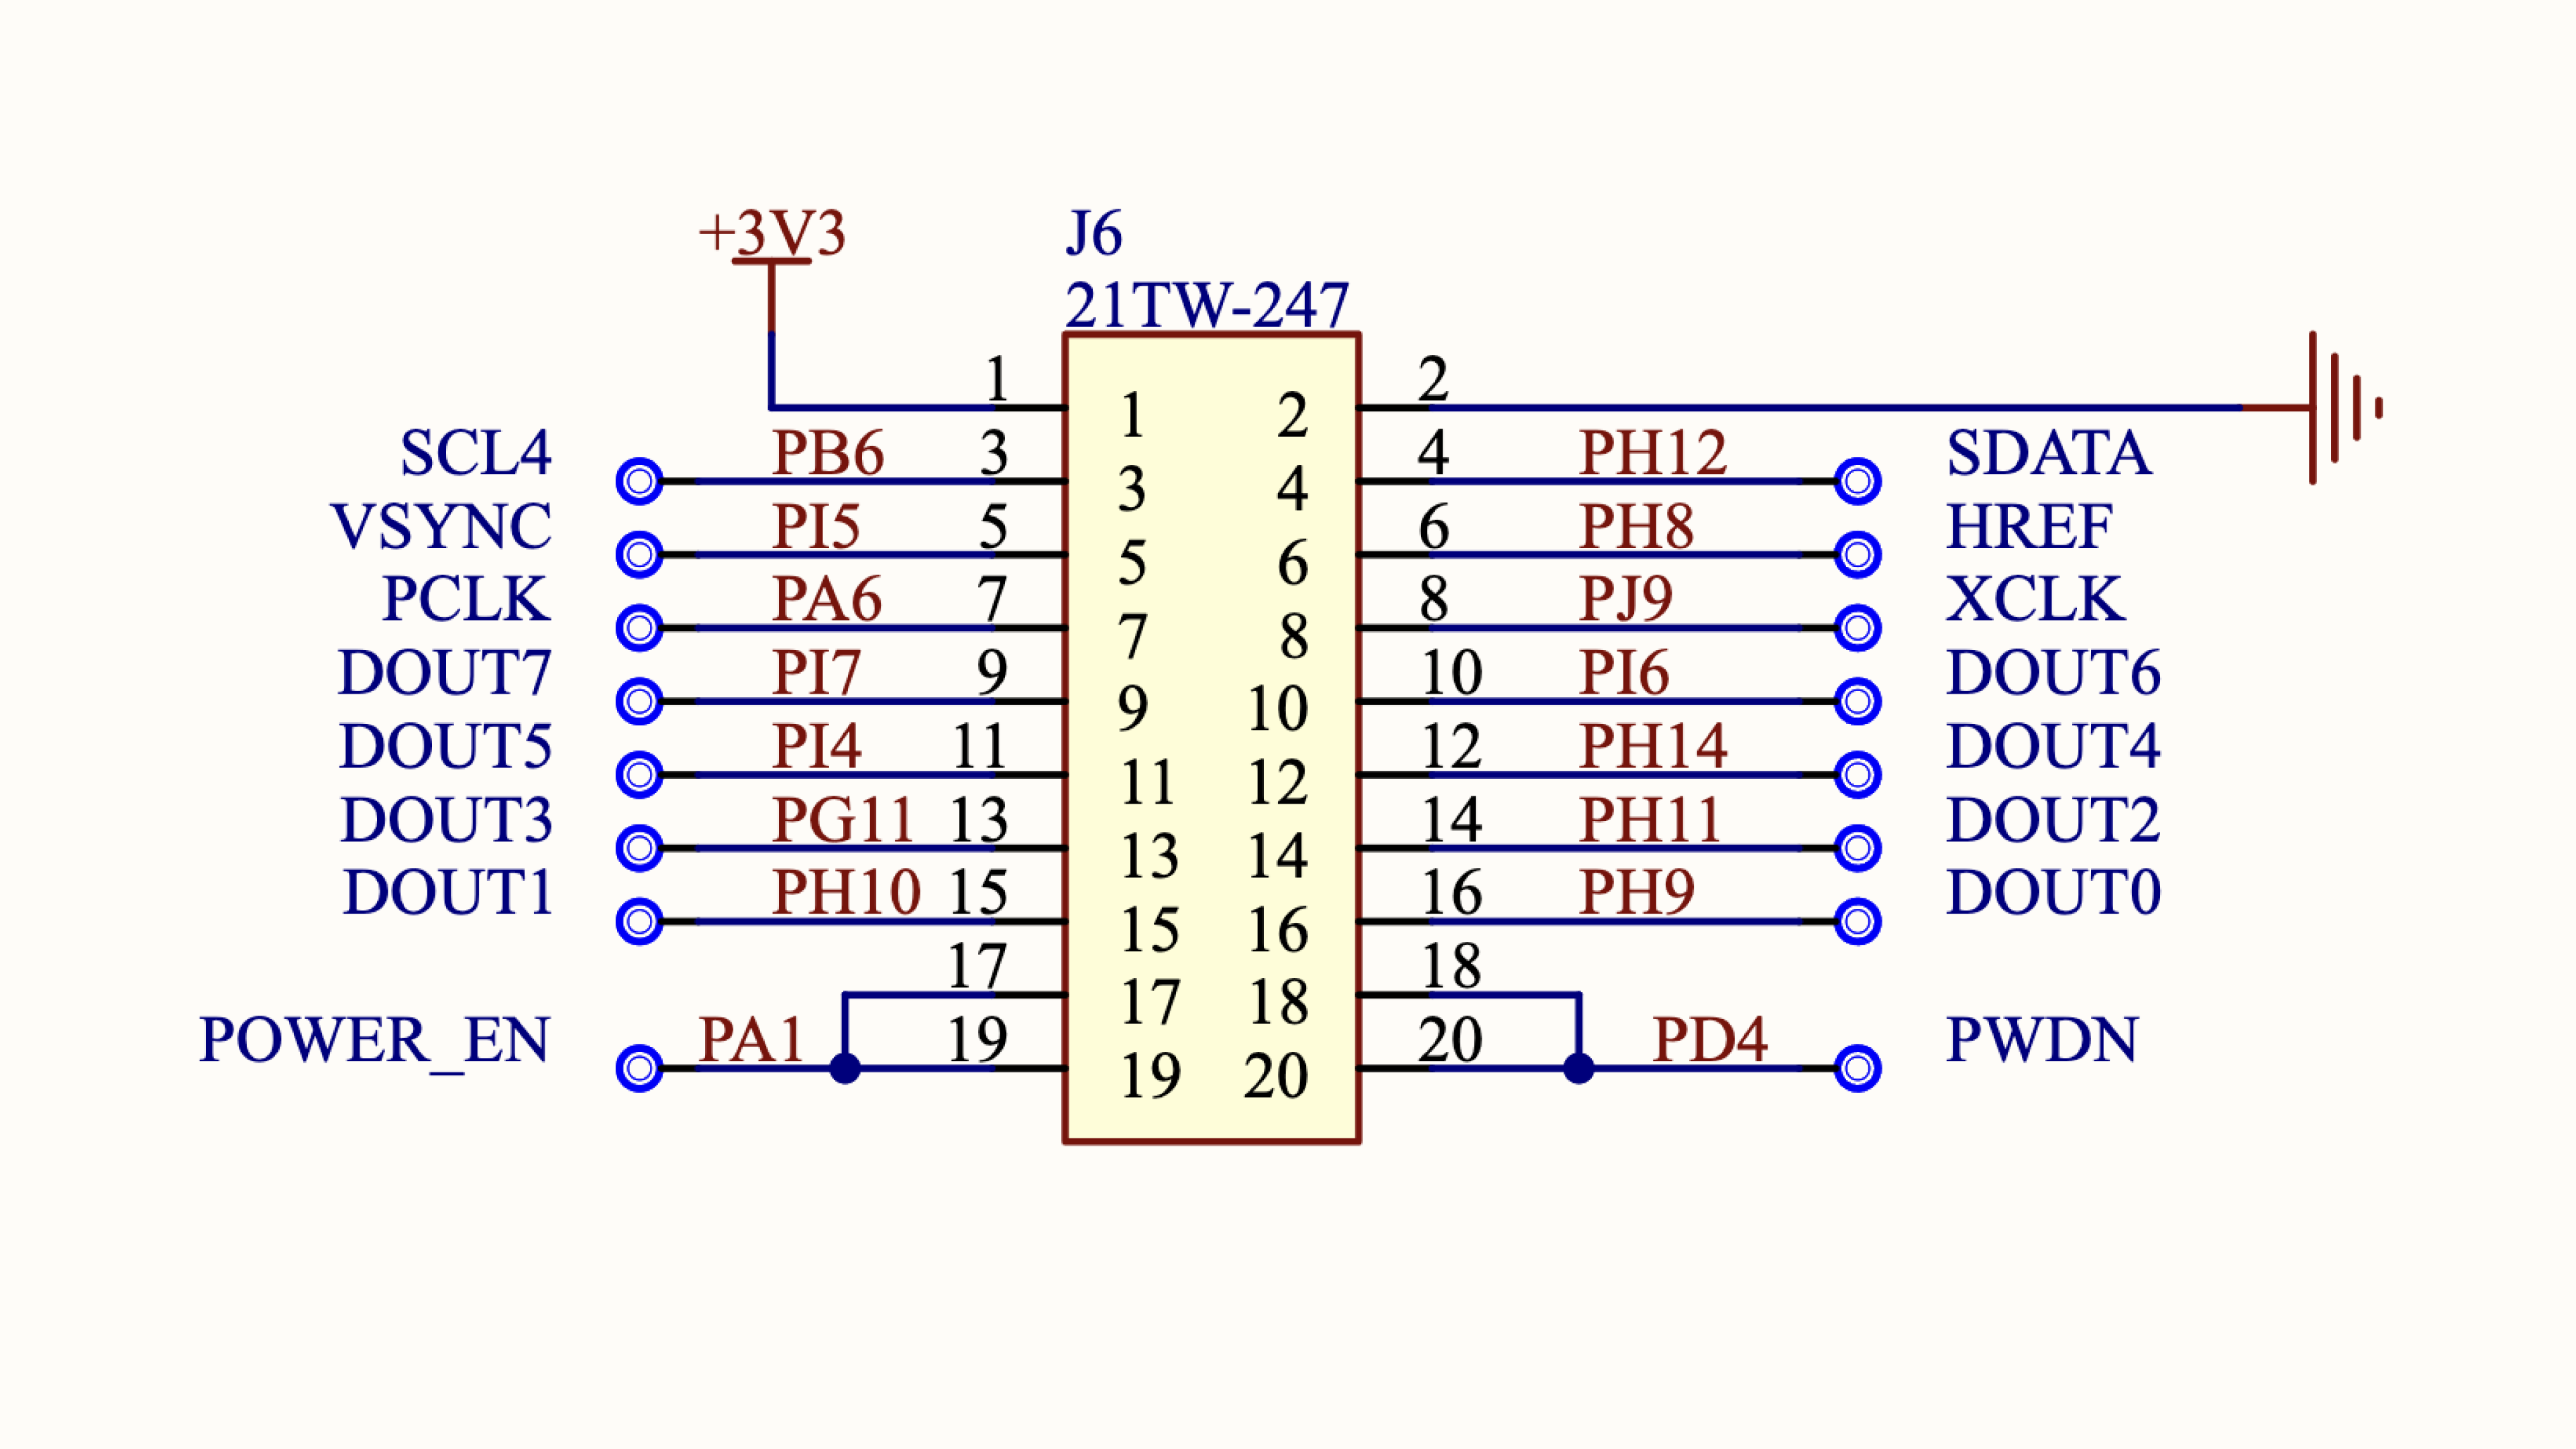 +3V3 J6
21TW-247
1 1 2 2
SCL4 PB6 3 3 4 4 PH12 SDATA
VSYNC PI5 5 5 6 6 PH8 HREF
PCLK PA6 7 7 8 8 PJ9 XCLK
DOUT7 PI7 9 9 10 10 PI6 DOUT6
DOUT5 PI4 11 11 12 12 PH14 DOUT4
DOUT3 PG11 13 13 14 14 PH11 DOUT2
DOUT1 PH10 15 15 16 16 PH9 DOUT0
17 17 18 18
POWER_EN PA1 19 19 20 20 PD4 PWDN